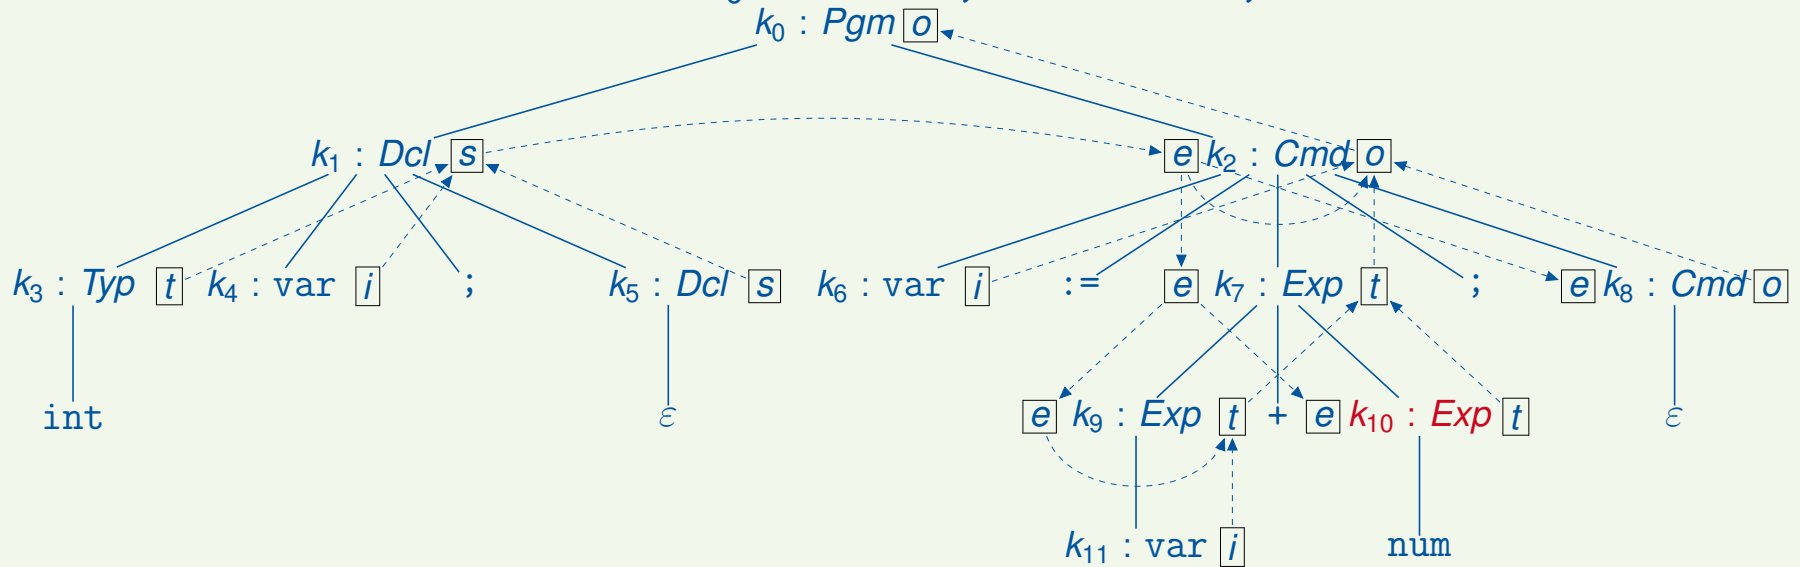 k₀ : Pgm o
k₁ : Dcl s e k₂ : Cmd o
k₃ : Typ t k₄ : var i ; k₅ : Dcl s k₆ : var i := e k₇ : Exp t ; e k₈ : Cmd o
int ε e k₉ : Exp t + e k₁₀ : Exp t ε
k₁₁ : var i num